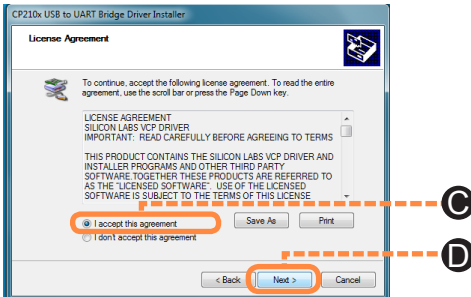 CP210x USB to UART Bridge Driver Installer
License Agreement
To continue, accept the following license agreement. To read the entire
agreement, use the scroll bar or press the Page Down key.
LICENSE AGREEMENT
SILICON LABS VCP DRIVER
IMPORTANT: READ CAREFULLY BEFORE AGREEING TO TERMS
THIS PRODUCT CONTAINS THE SILICON LABS VCP DRIVER AND
INSTALLER PROGRAMS AND OTHER THIRD PARTY
SOFTWARE.TOGETHER THESE PRODUCTS ARE REFERRED TO
AS THE "LICENSED SOFTWARE". USE OF THE LICENSED
SOFTWARE IS SUBJECT TO THE TERMS OF THIS LICENSE
C
I accept this agreement Save As Print
I don't accept this agreement
D
< Back Next > Cancel